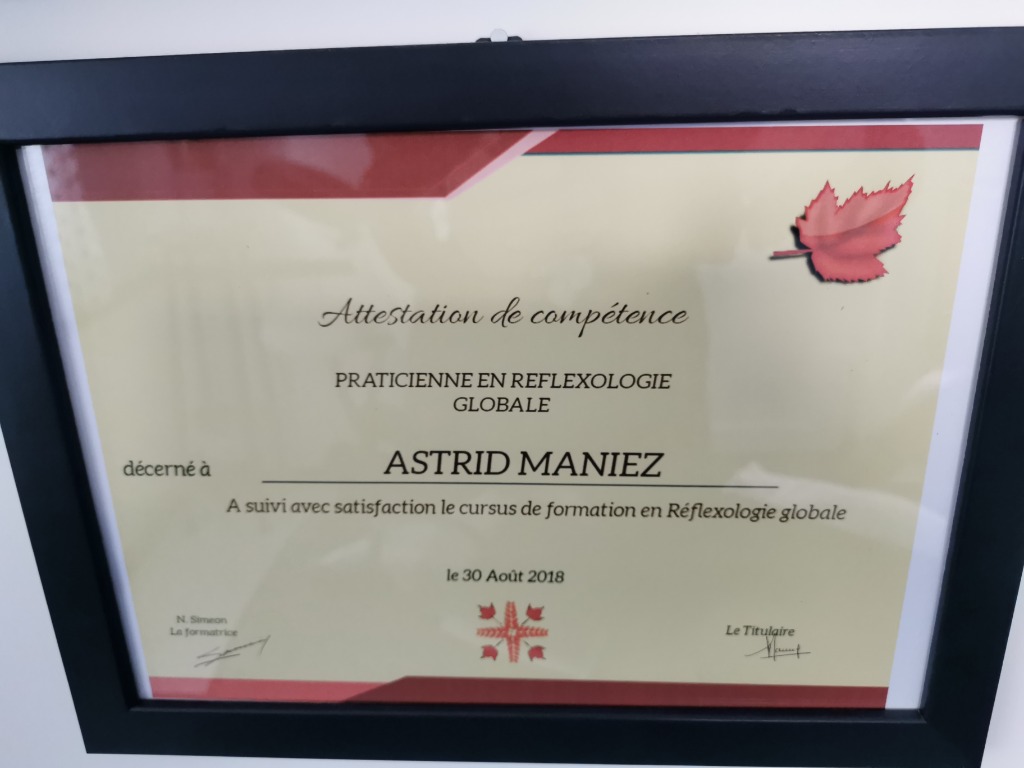 Attestation de compétence
PRATICIENNE EN REFLEXOLOGIE
GLOBALE
décerné à ASTRID MANIEZ
A suivi avec satisfaction le cursus de formation en Réflexologie globale
le 30 Août 2018
N. Simeon
La formatrice
Le Titulaire